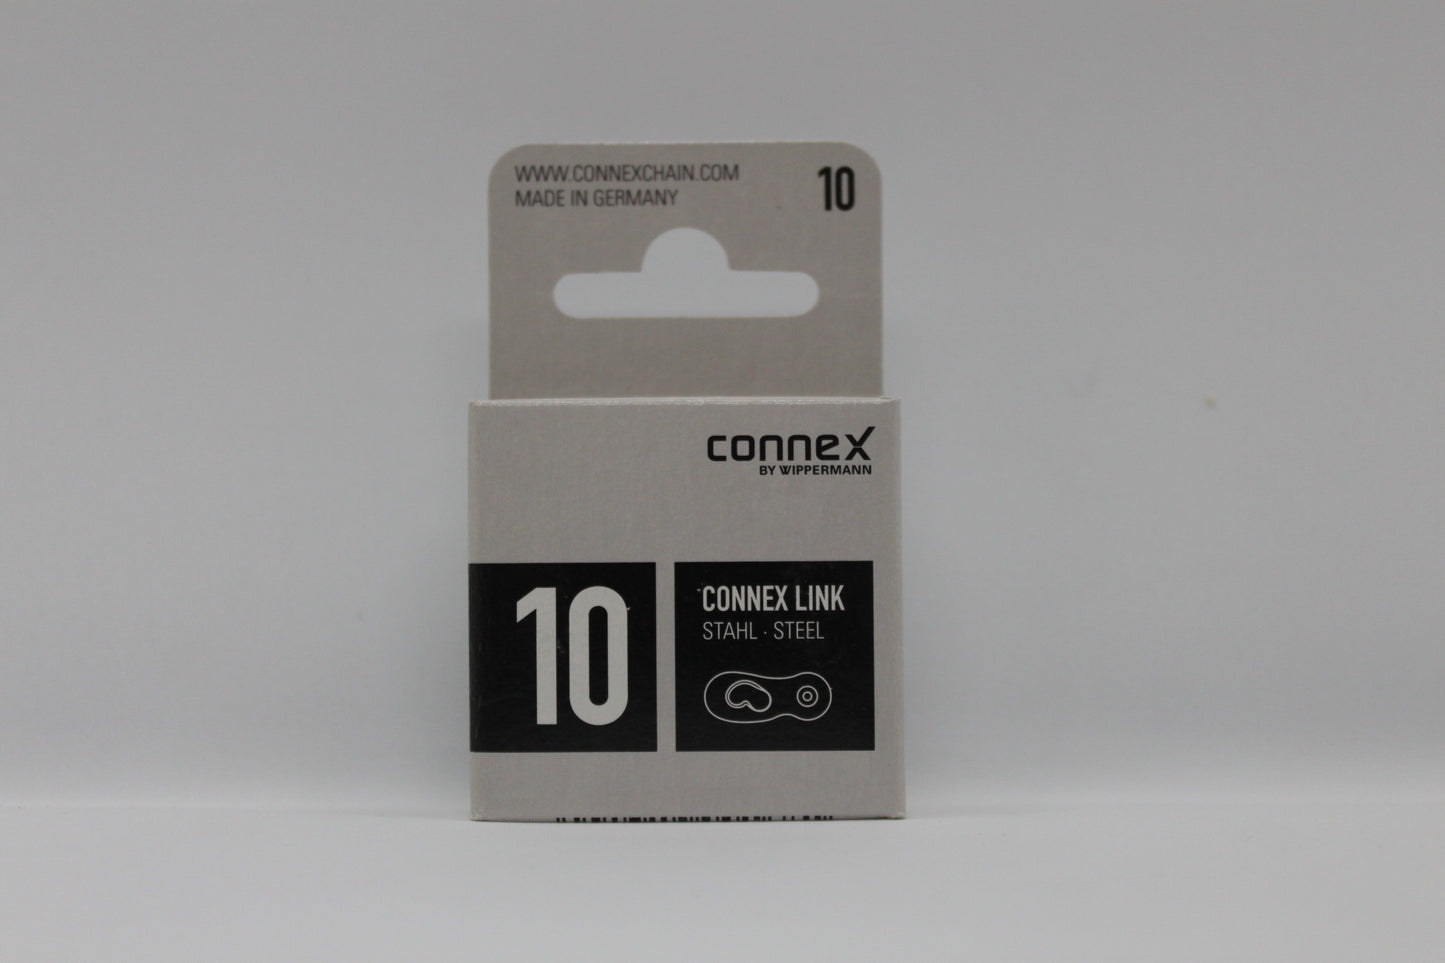 WWW.CONNEXCHAIN.COM
MADE IN GERMANY
10
connex
BY WIPPERMANN
10
CONNEX LINK
STAHL · STEEL